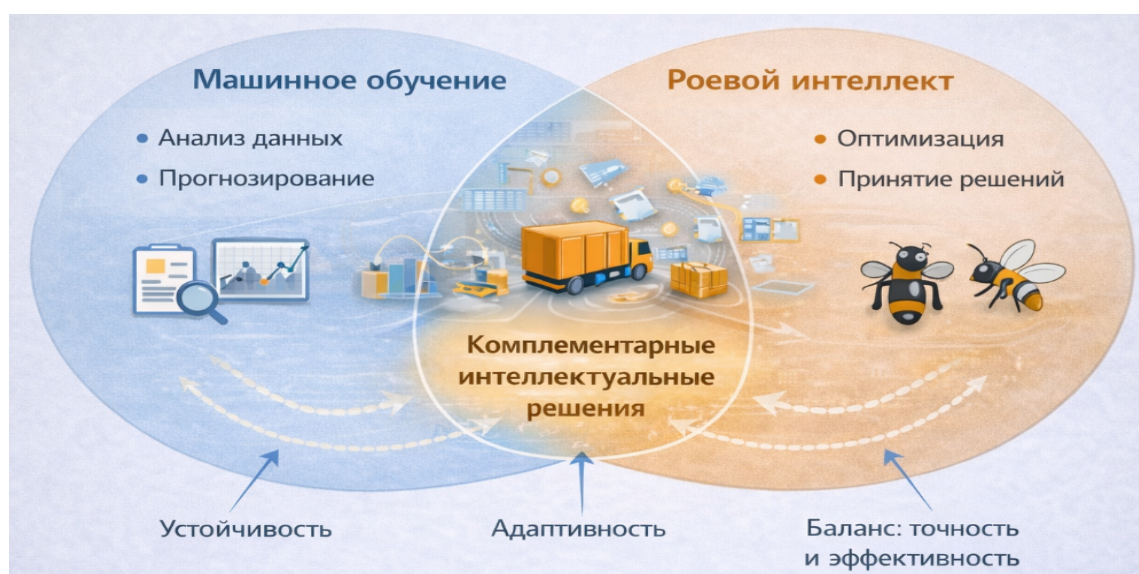 Машинное обучение
• Анализ данных
• Прогнозирование
Роевой интеллект
• Оптимизация
• Принятие решений
Комплементарные
интеллектуальные
решения
Устойчивость
Адаптивность
Баланс: точность
и эффективность